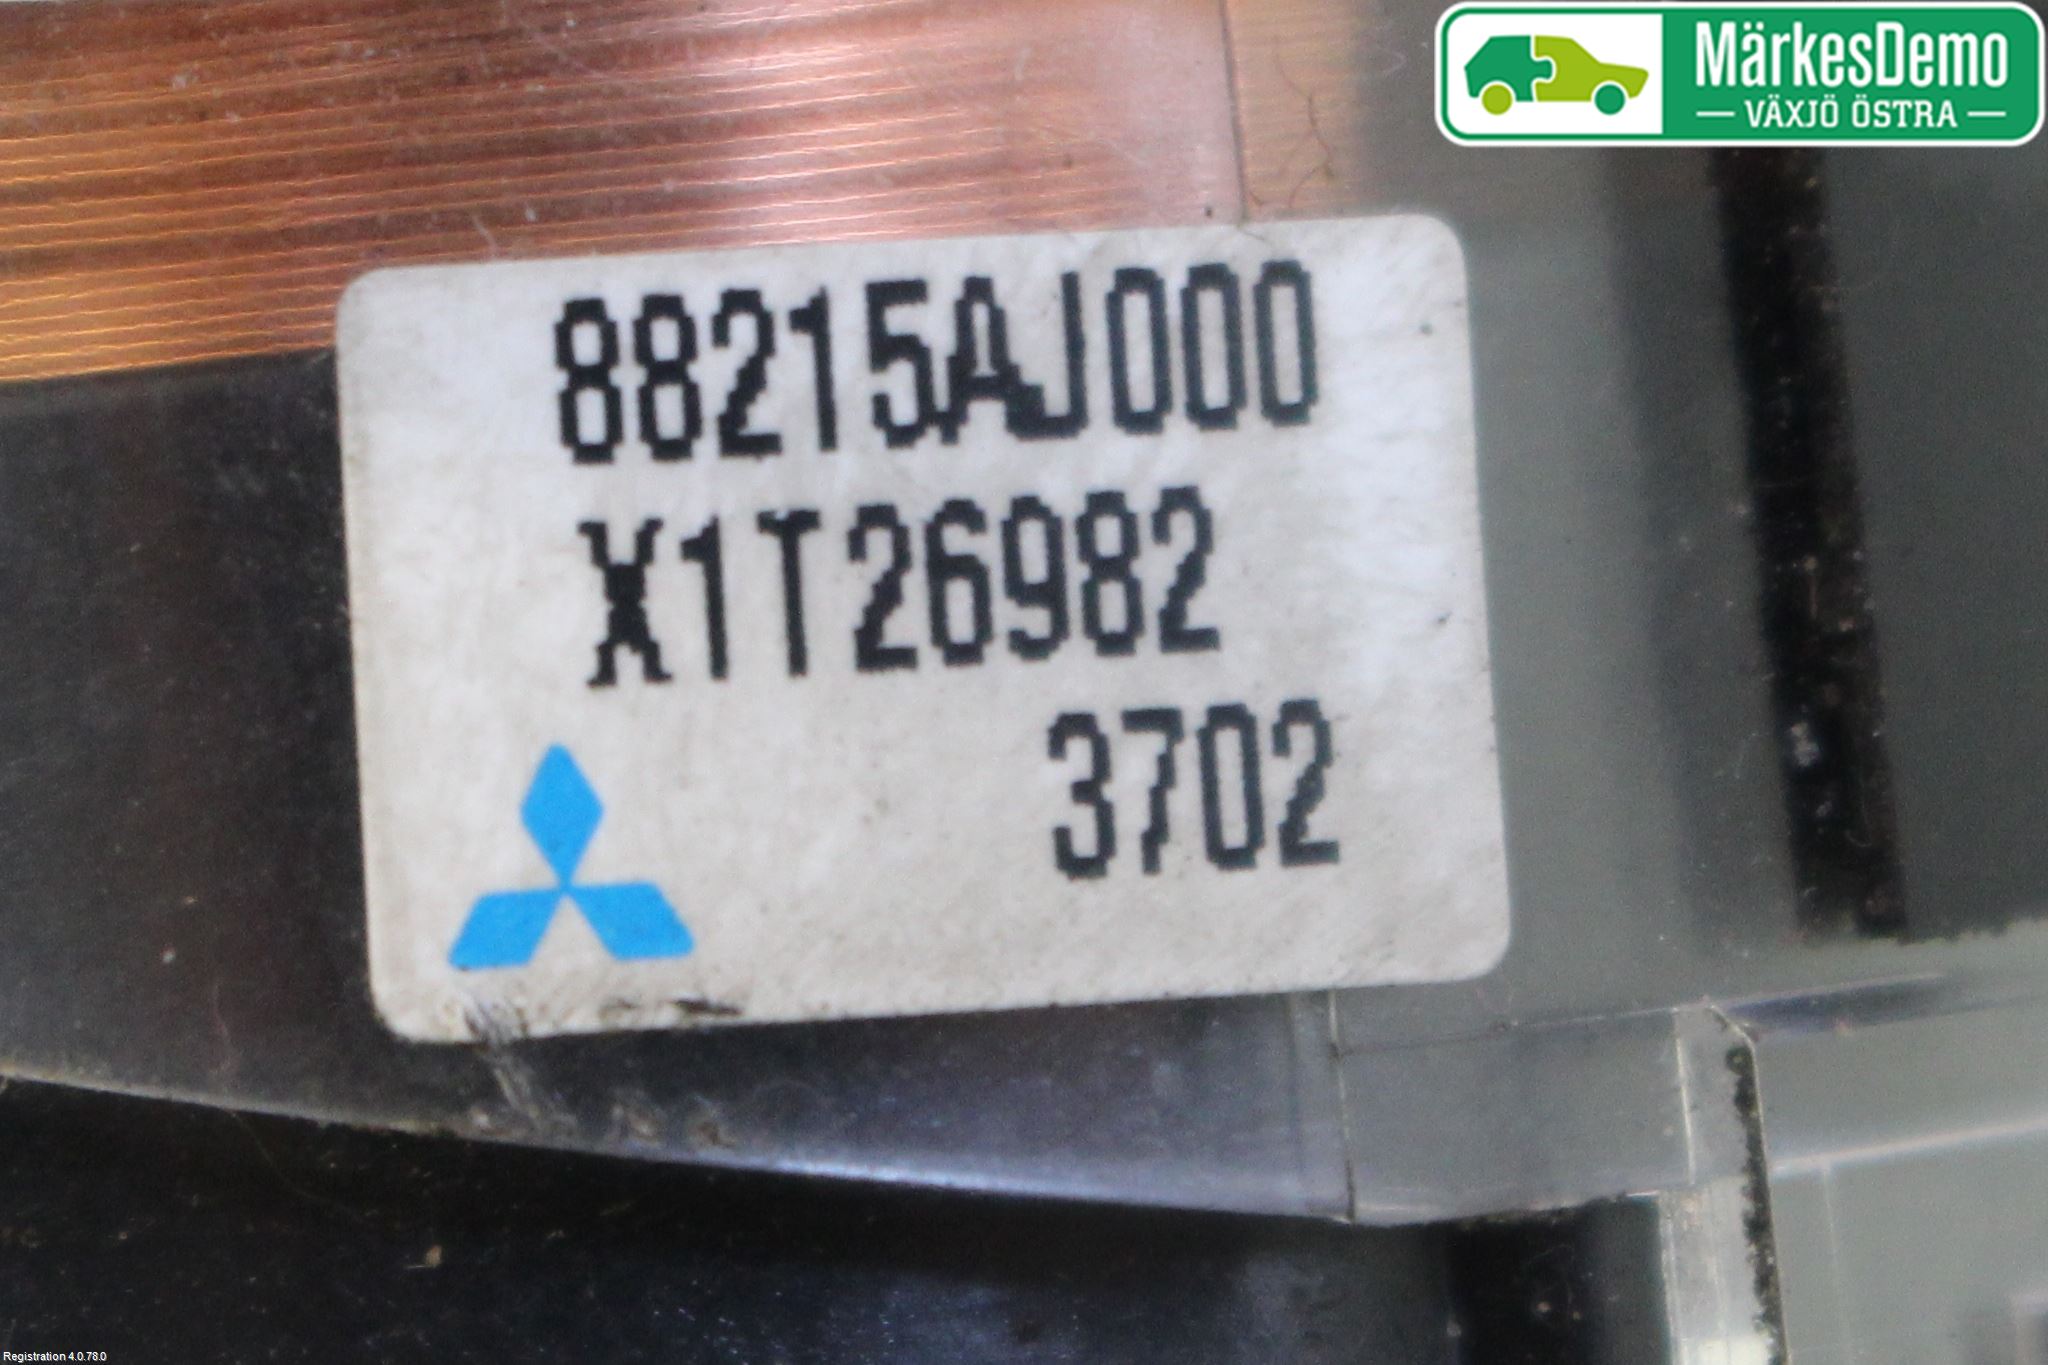 MärkesDemo
VÄXJÖ ÖSTRA
88215AJ000
X1T26982
3702
Registration 4.0.78.0